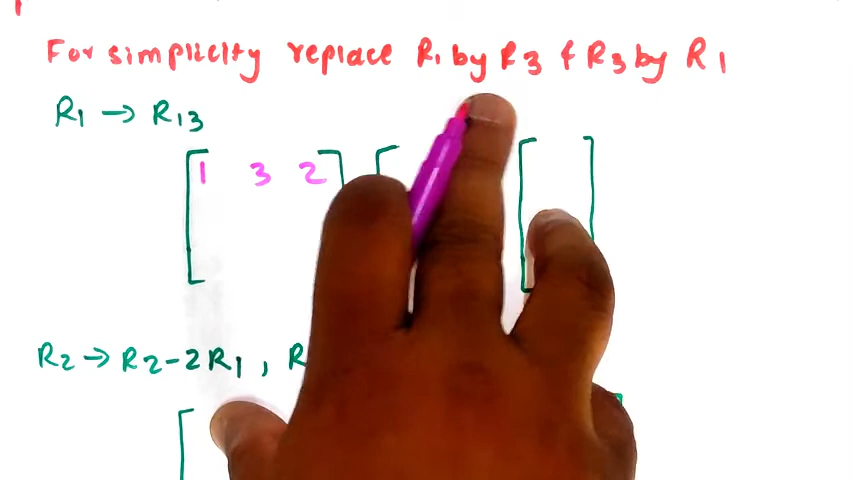 For simplicity replace R1 by R3 & R3 by R1
R1 → R13
1 3 2
R2 → R2-2R1 , R